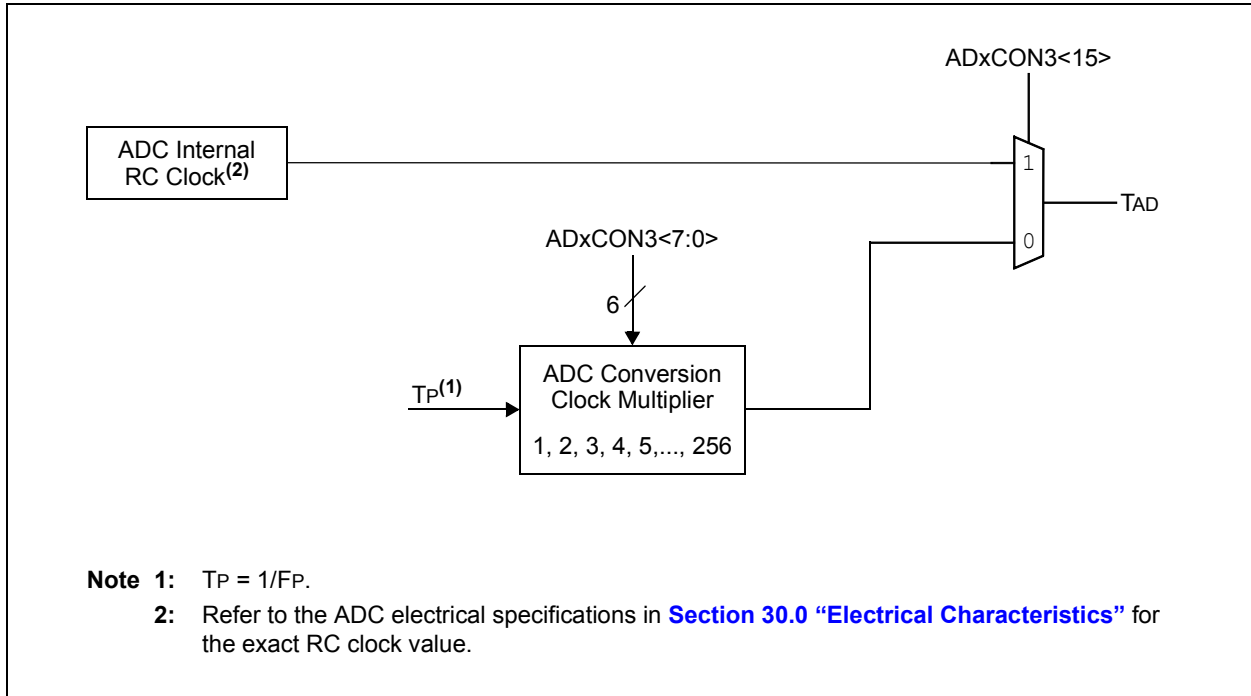 ADxCON3<15>
ADC Internal
RC Clock(2)
1
TAD
ADxCON3<7:0>
0
6
ADC Conversion
Clock Multiplier
TP(1)
1, 2, 3, 4, 5,..., 256
Note 1: TP = 1/FP.
2: Refer to the ADC electrical specifications in Section 30.0 “Electrical Characteristics” for
the exact RC clock value.